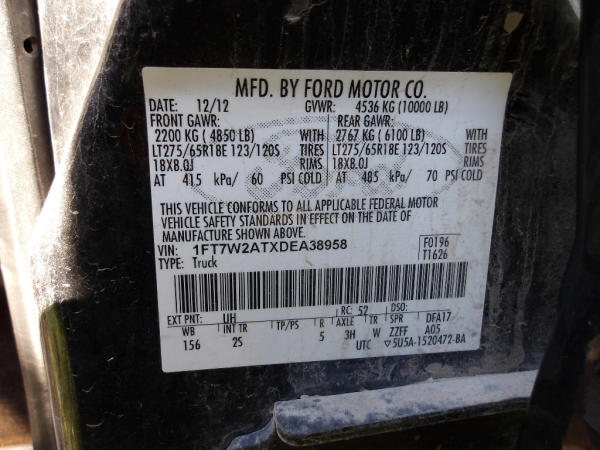 MFD. BY FORD MOTOR CO.
DATE: 12/12 GVWR: 4536 KG (10000 LB)
FRONT GAWR: REAR GAWR:
2200 KG ( 4850 LB) WITH 2767 KG ( 6100 LB) WITH
LT275/65R18E 123/120S TIRES LT275/65R18E 123/120S TIRES
18X8.0J RIMS 18X8.0J RIMS
AT 415 kPa/ 60 PSI COLD AT 485 kPa/ 70 PSI COLD
THIS VEHICLE CONFORMS TO ALL APPLICABLE FEDERAL MOTOR
VEHICLE SAFETY STANDARDS IN EFFECT ON THE DATE OF
MANUFACTURE SHOWN ABOVE.
VIN: 1FT7W2ATXDEA38958 F0196
TYPE: Truck T1626
EXT PNT: UH RC: 52 DSO:
WB INT TR TP/PS R AXLE TR SPR DFA17
156 2S 5 3H W ZZFF A05
UTC ▽5U5A-1520472-BA